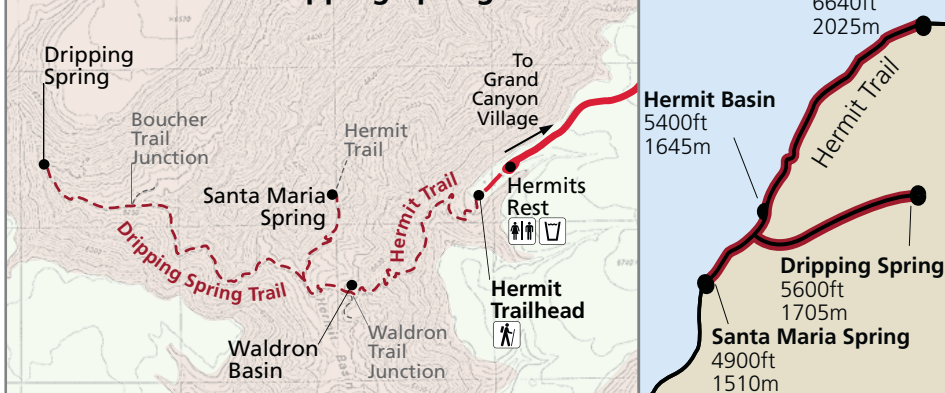 Dripping
Spring
Boucher
Trail
Junction
Hermit
Trail
To
Grand
Canyon
Village
Santa Maria
Spring
Hermit Trail
Hermits
Rest
Dripping Spring Trail
Hermit
Trailhead
Waldron
Basin
Waldron
Trail
Junction
6640ft
2025m
Hermit Trail
Hermit Basin
5400ft
1645m
Dripping Spring
5600ft
1705m
Santa Maria Spring
4900ft
1510m